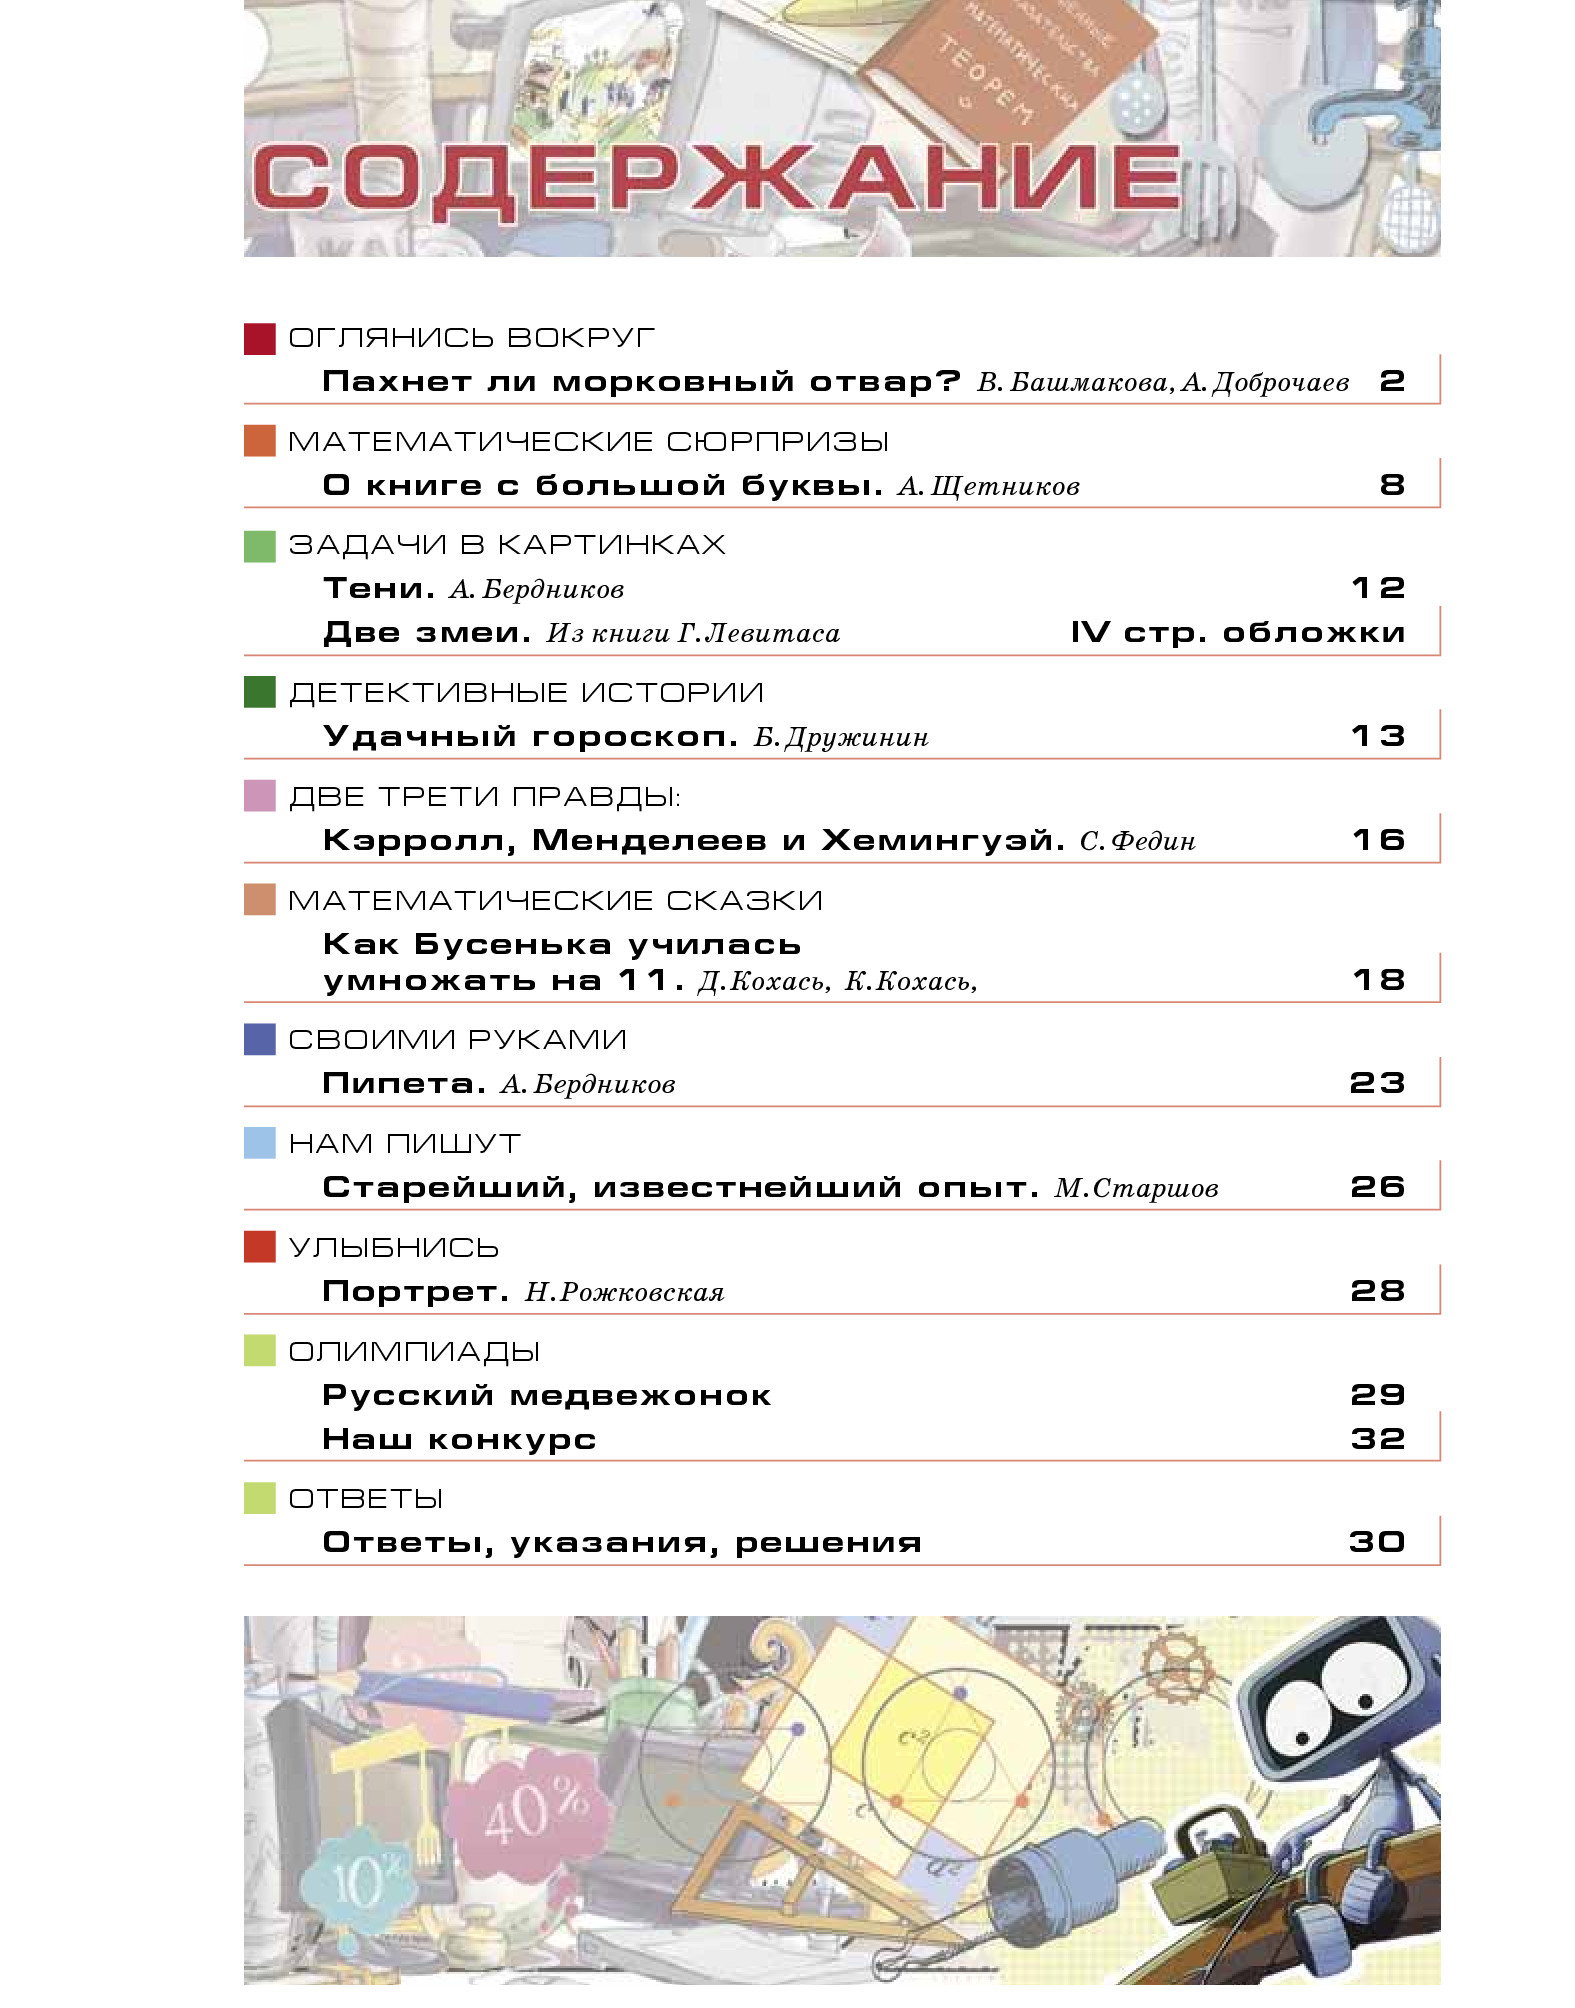 МАТЕМАТИЧЕСКИХ
ТЕОРЕМ
СОДЕРЖАНИЕ
ОГЛЯНИСЬ ВОКРУГ
Пахнет ли морковный отвар? В. Башмакова, А. Доброчаев 2
МАТЕМАТИЧЕСКИЕ СЮРПРИЗЫ
О книге с большой буквы. А. Щетников 8
ЗАДАЧИ В КАРТИНКАХ
Тени. А. Бердников 12
Две змеи. Из книги Г.Левитаса IV стр. обложки
ДЕТЕКТИВНЫЕ ИСТОРИИ
Удачный гороскоп. Б.Дружинин 13
ДВЕ ТРЕТИ ПРАВДЫ:
Кэрролл, Менделеев и Хемингуэй. С.Федин 16
МАТЕМАТИЧЕСКИЕ СКАЗКИ
Как Бусенька училась
умножать на 11. Д.Кохась, К.Кохась, 18
СВОИМИ РУКАМИ
Пипета. А. Бердников 23
НАМ ПИШУТ
Старейший, известнейший опыт. М.Старшов 26
УЛЫБНИСЬ
Портрет. Н.Рожковская 28
ОЛИМПИАДЫ
Русский медвежонок 29
Наш конкурс 32
ОТВЕТЫ
Ответы, указания, решения 30
c²
40%
10%
a²